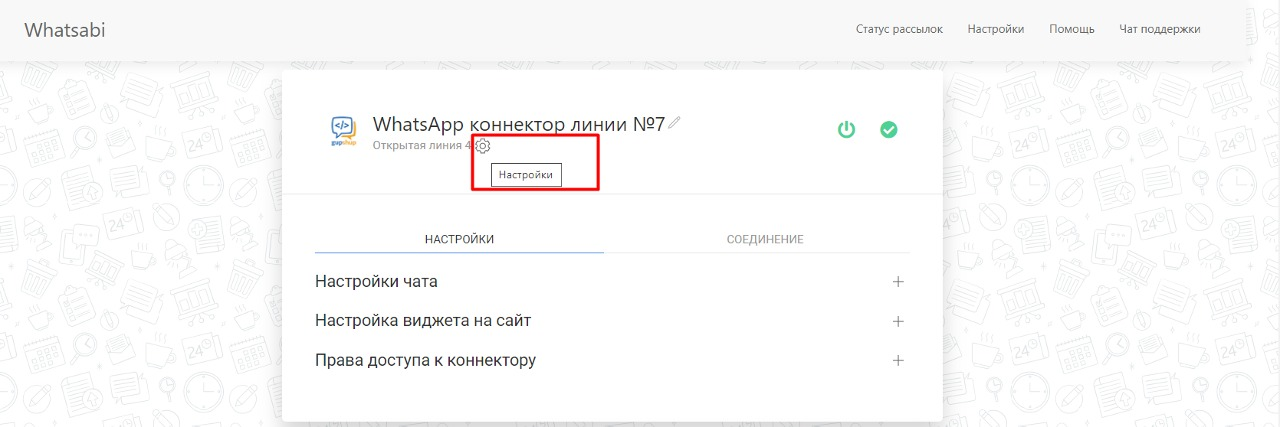 Whatsabi
Статус рассылок
Настройки
Помощь
Чат поддержки
</>
gupshup
WhatsApp коннектор линии №7
Открытая линия 4
Настройки
НАСТРОЙКИ
СОЕДИНЕНИЕ
Настройки чата
Настройка виджета на сайт
Права доступа к коннектору